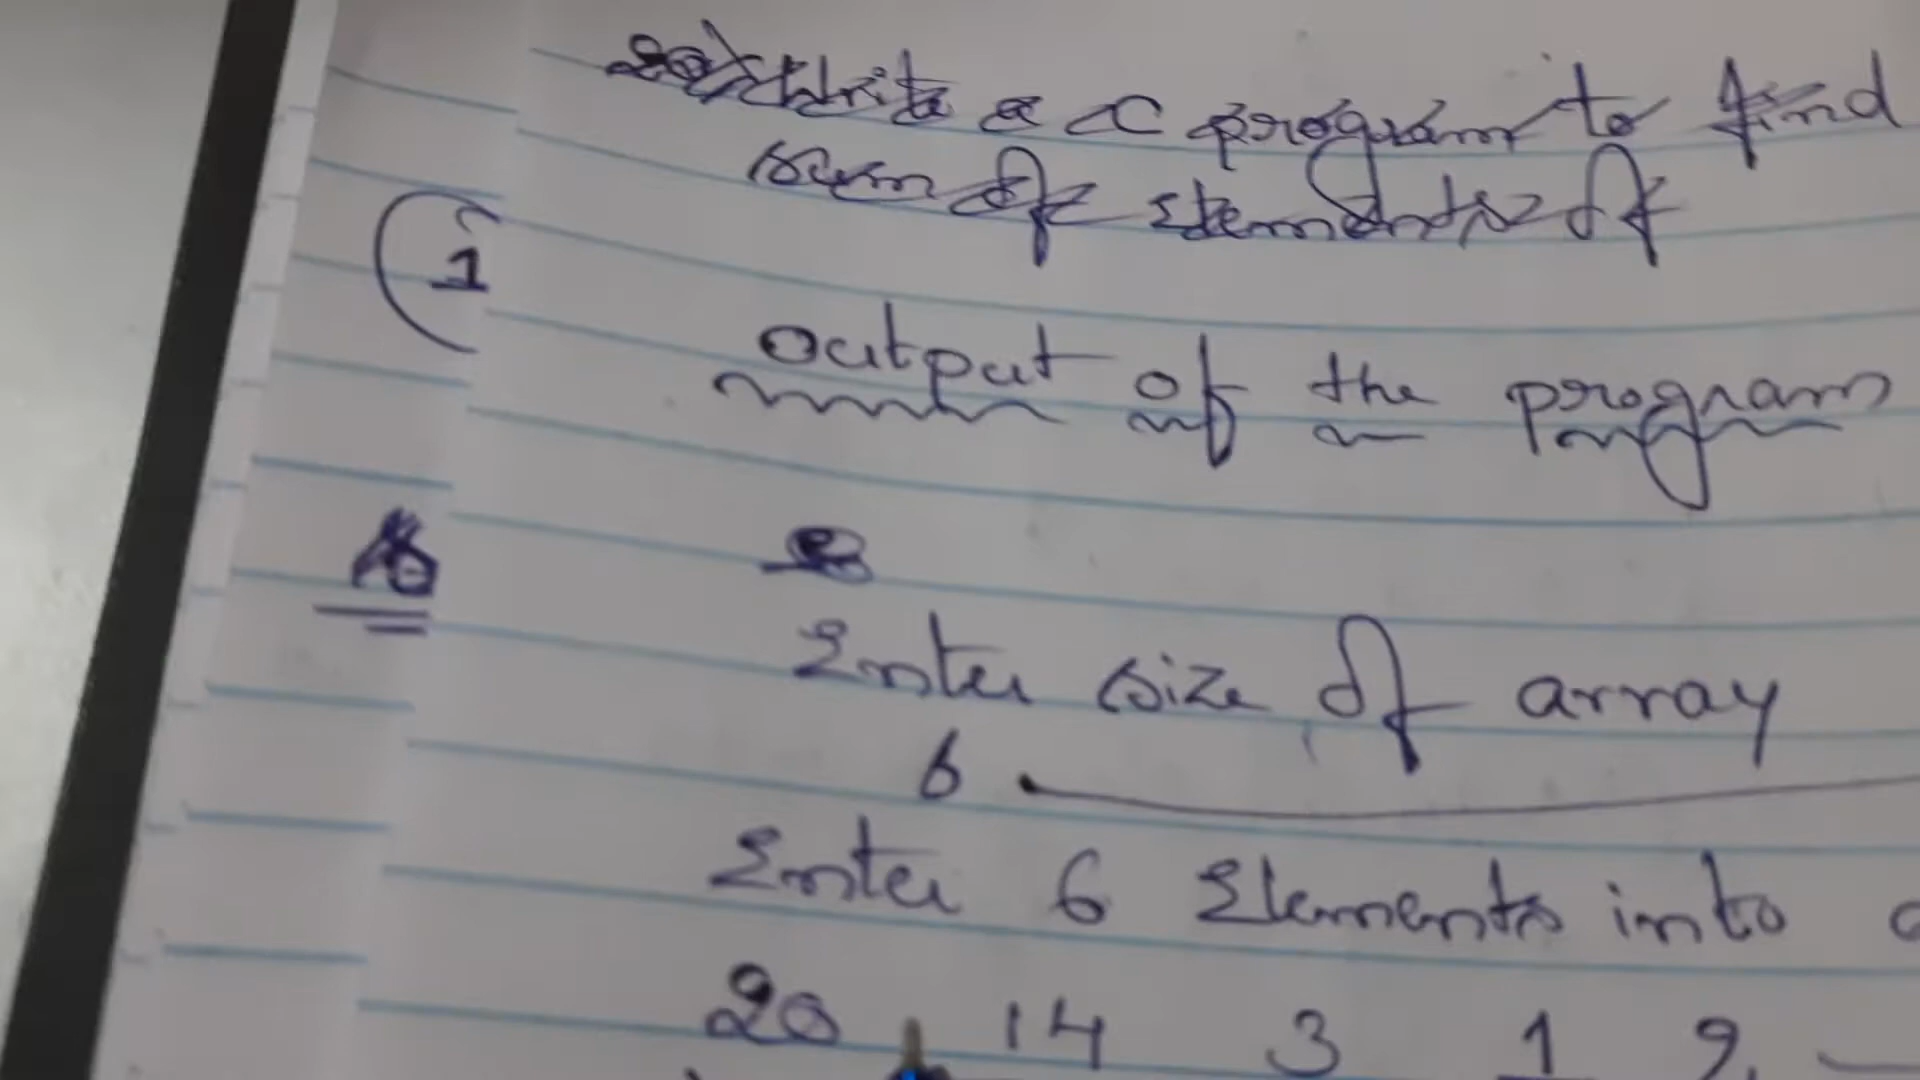 20) Write a C program to find
sum of elements of
1
output of the program
Enter size of array
6
Enter 6 Elements into
20 14 3 1 9